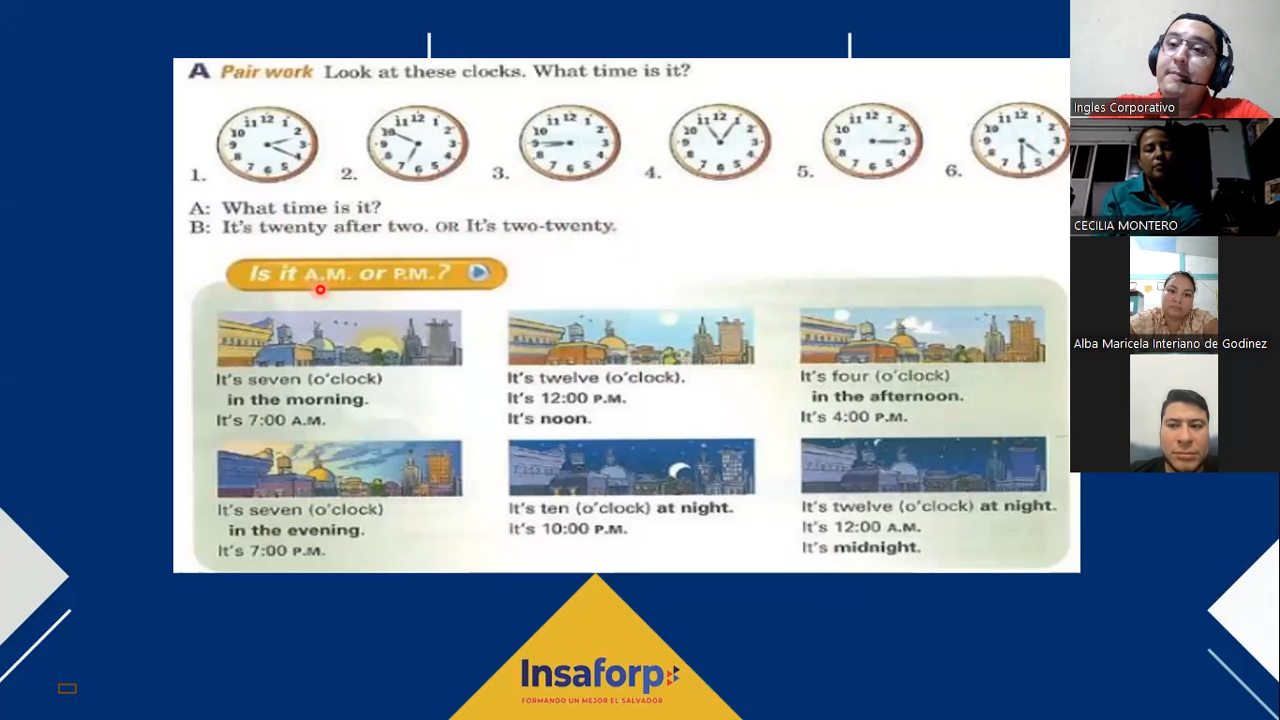 A Pair work Look at these clocks. What time is it?
1. 2. 3. 4. 5. 6.
A: What time is it?
B: It's twenty after two. OR It's two-twenty.
Is it A.M. or P.M.?
It's seven (o'clock)
in the morning.
It's 7:00 A.M.
It's twelve (o'clock).
It's 12:00 P.M.
It's noon.
It's four (o'clock)
in the afternoon.
It's 4:00 P.M.
It's seven (o'clock)
in the evening.
It's 7:00 P.M.
It's ten (o'clock) at night.
It's 10:00 P.M.
It's twelve (o'clock) at night.
It's 12:00 A.M.
It's midnight.
Insaforp
FORMANDO UN MEJOR EL SALVADOR
Ingles Corporativo
CECILIA MONTERO
Alba Maricela Interiano de Godinez